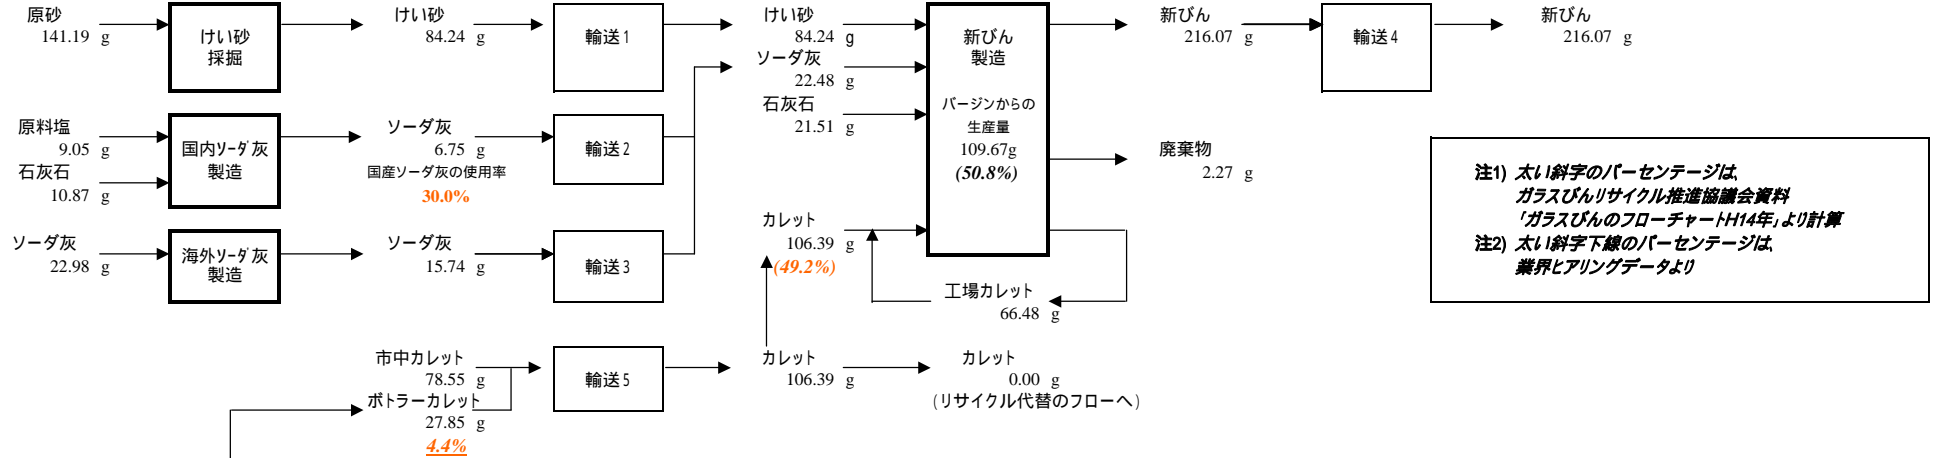 原砂
141.19 g
けい砂
採掘
けい砂
84.24 g
輸送1
けい砂
84.24 g
ソーダ灰
22.48 g
石灰石
21.51 g
新びん
製造
バージンからの
生産量
109.67g
(50.8%)
新びん
216.07 g
輸送4
新びん
216.07 g
原料塩
9.05 g
石灰石
10.87 g
国内ソーダ灰
製造
ソーダ灰
6.75 g
国産ソーダ灰の使用率
30.0%
輸送2
廃棄物
2.27 g
ソーダ灰
22.98 g
海外ソーダ灰
製造
ソーダ灰
15.74 g
輸送3
カレット
106.39 g
(49.2%)
工場カレット
66.48 g
市中カレット
78.55 g
ボトラーカレット
27.85 g
4.4%
輸送5
カレット
106.39 g
カレット
0.00 g
(リサイクル代替のフローへ)
注1) 太い斜字のパーセンテージは、
ガラスびんリサイクル推進協議会資料
「ガラスびんのフローチャートH14年」より計算
注2) 太い斜字下線のパーセンテージは、
業界ヒアリングデータより